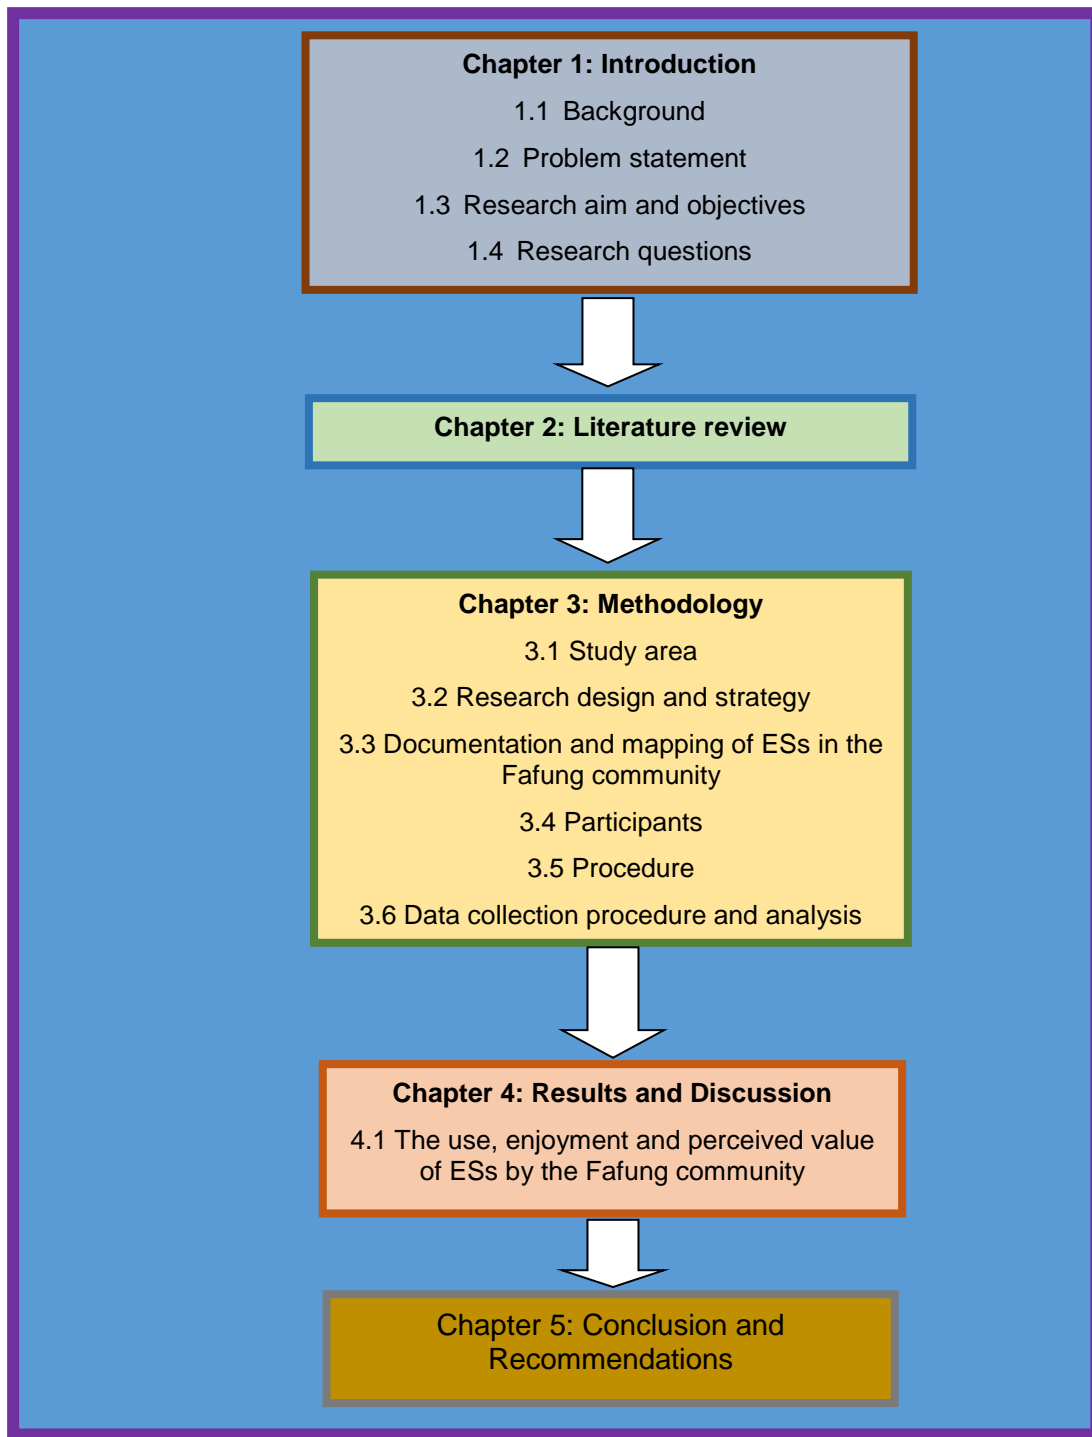 Chapter 1: Introduction
1.1 Background
1.2 Problem statement
1.3 Research aim and objectives
1.4 Research questions
Chapter 2: Literature review
Chapter 3: Methodology
3.1 Study area
3.2 Research design and strategy
3.3 Documentation and mapping of ESs in the
Fafung community
3.4 Participants
3.5 Procedure
3.6 Data collection procedure and analysis
Chapter 4: Results and Discussion
4.1 The use, enjoyment and perceived value
of ESs by the Fafung community
Chapter 5: Conclusion and
Recommendations